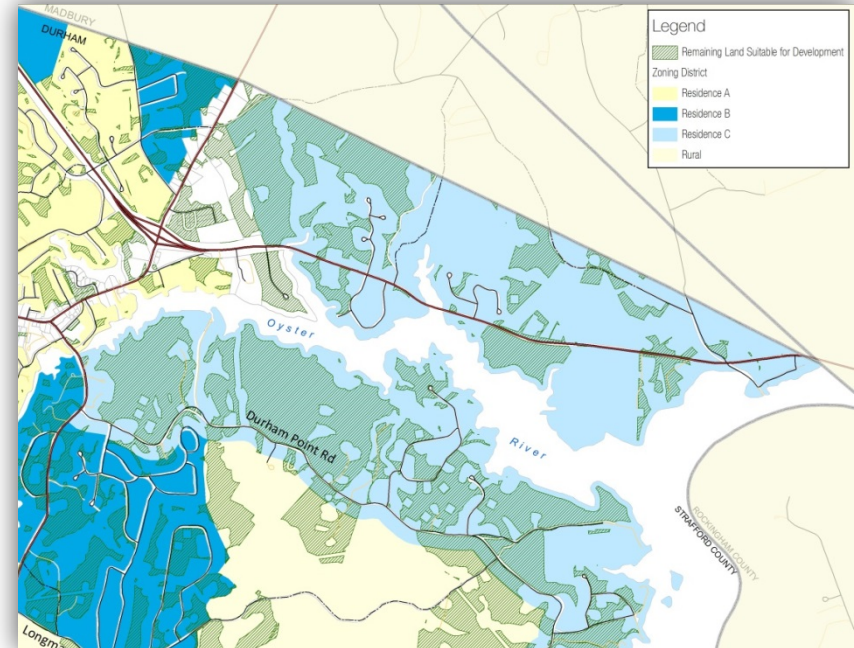 MADBURY
DURHAM
Legend
Remaining Land Suitable for Development
Zoning District
Residence A
Residence B
Residence C
Rural
Oyster
River
Durham Point Rd
ROCKINGHAM COUNTY
STRAFFORD COUNTY
Longm